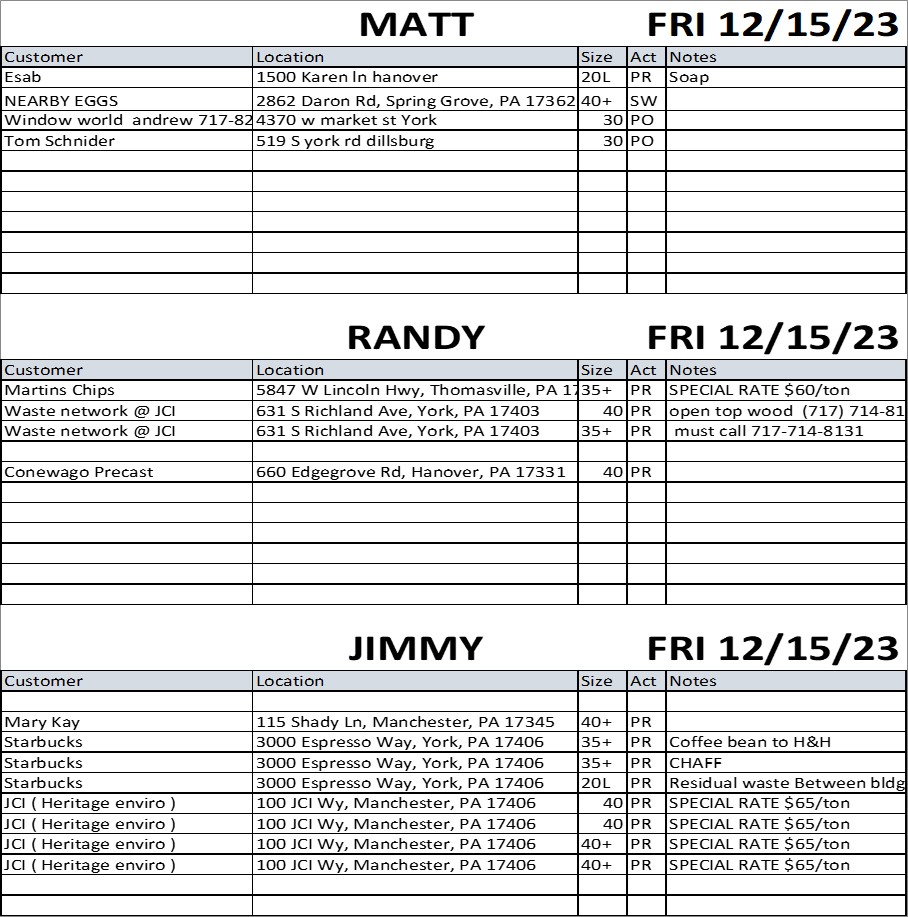 MATT FRI 12/15/23
Customer Location Size Act Notes
Esab 1500 Karen ln hanover 20L PR Soap
NEARBY EGGS 2862 Daron Rd, Spring Grove, PA 17362 40+ SW
Window world andrew 717-82 4370 w market st York 30 PO
Tom Schnider 519 S york rd dillsburg 30 PO
RANDY FRI 12/15/23
Customer Location Size Act Notes
Martins Chips 5847 W Lincoln Hwy, Thomasville, PA 17 35+ PR SPECIAL RATE $60/ton
Waste network @ JCI 631 S Richland Ave, York, PA 17403 40 PR open top wood (717) 714-81
Waste network @ JCI 631 S Richland Ave, York, PA 17403 35+ PR must call 717-714-8131
Conewago Precast 660 Edgegrove Rd, Hanover, PA 17331 40 PR
JIMMY FRI 12/15/23
Customer Location Size Act Notes
Mary Kay 115 Shady Ln, Manchester, PA 17345 40+ PR
Starbucks 3000 Espresso Way, York, PA 17406 35+ PR Coffee bean to H&H
Starbucks 3000 Espresso Way, York, PA 17406 35+ PR CHAFF
Starbucks 3000 Espresso Way, York, PA 17406 20L PR Residual waste Between bldg
JCI ( Heritage enviro ) 100 JCI Wy, Manchester, PA 17406 40 PR SPECIAL RATE $65/ton
JCI ( Heritage enviro ) 100 JCI Wy, Manchester, PA 17406 40 PR SPECIAL RATE $65/ton
JCI ( Heritage enviro ) 100 JCI Wy, Manchester, PA 17406 40+ PR SPECIAL RATE $65/ton
JCI ( Heritage enviro ) 100 JCI Wy, Manchester, PA 17406 40+ PR SPECIAL RATE $65/ton